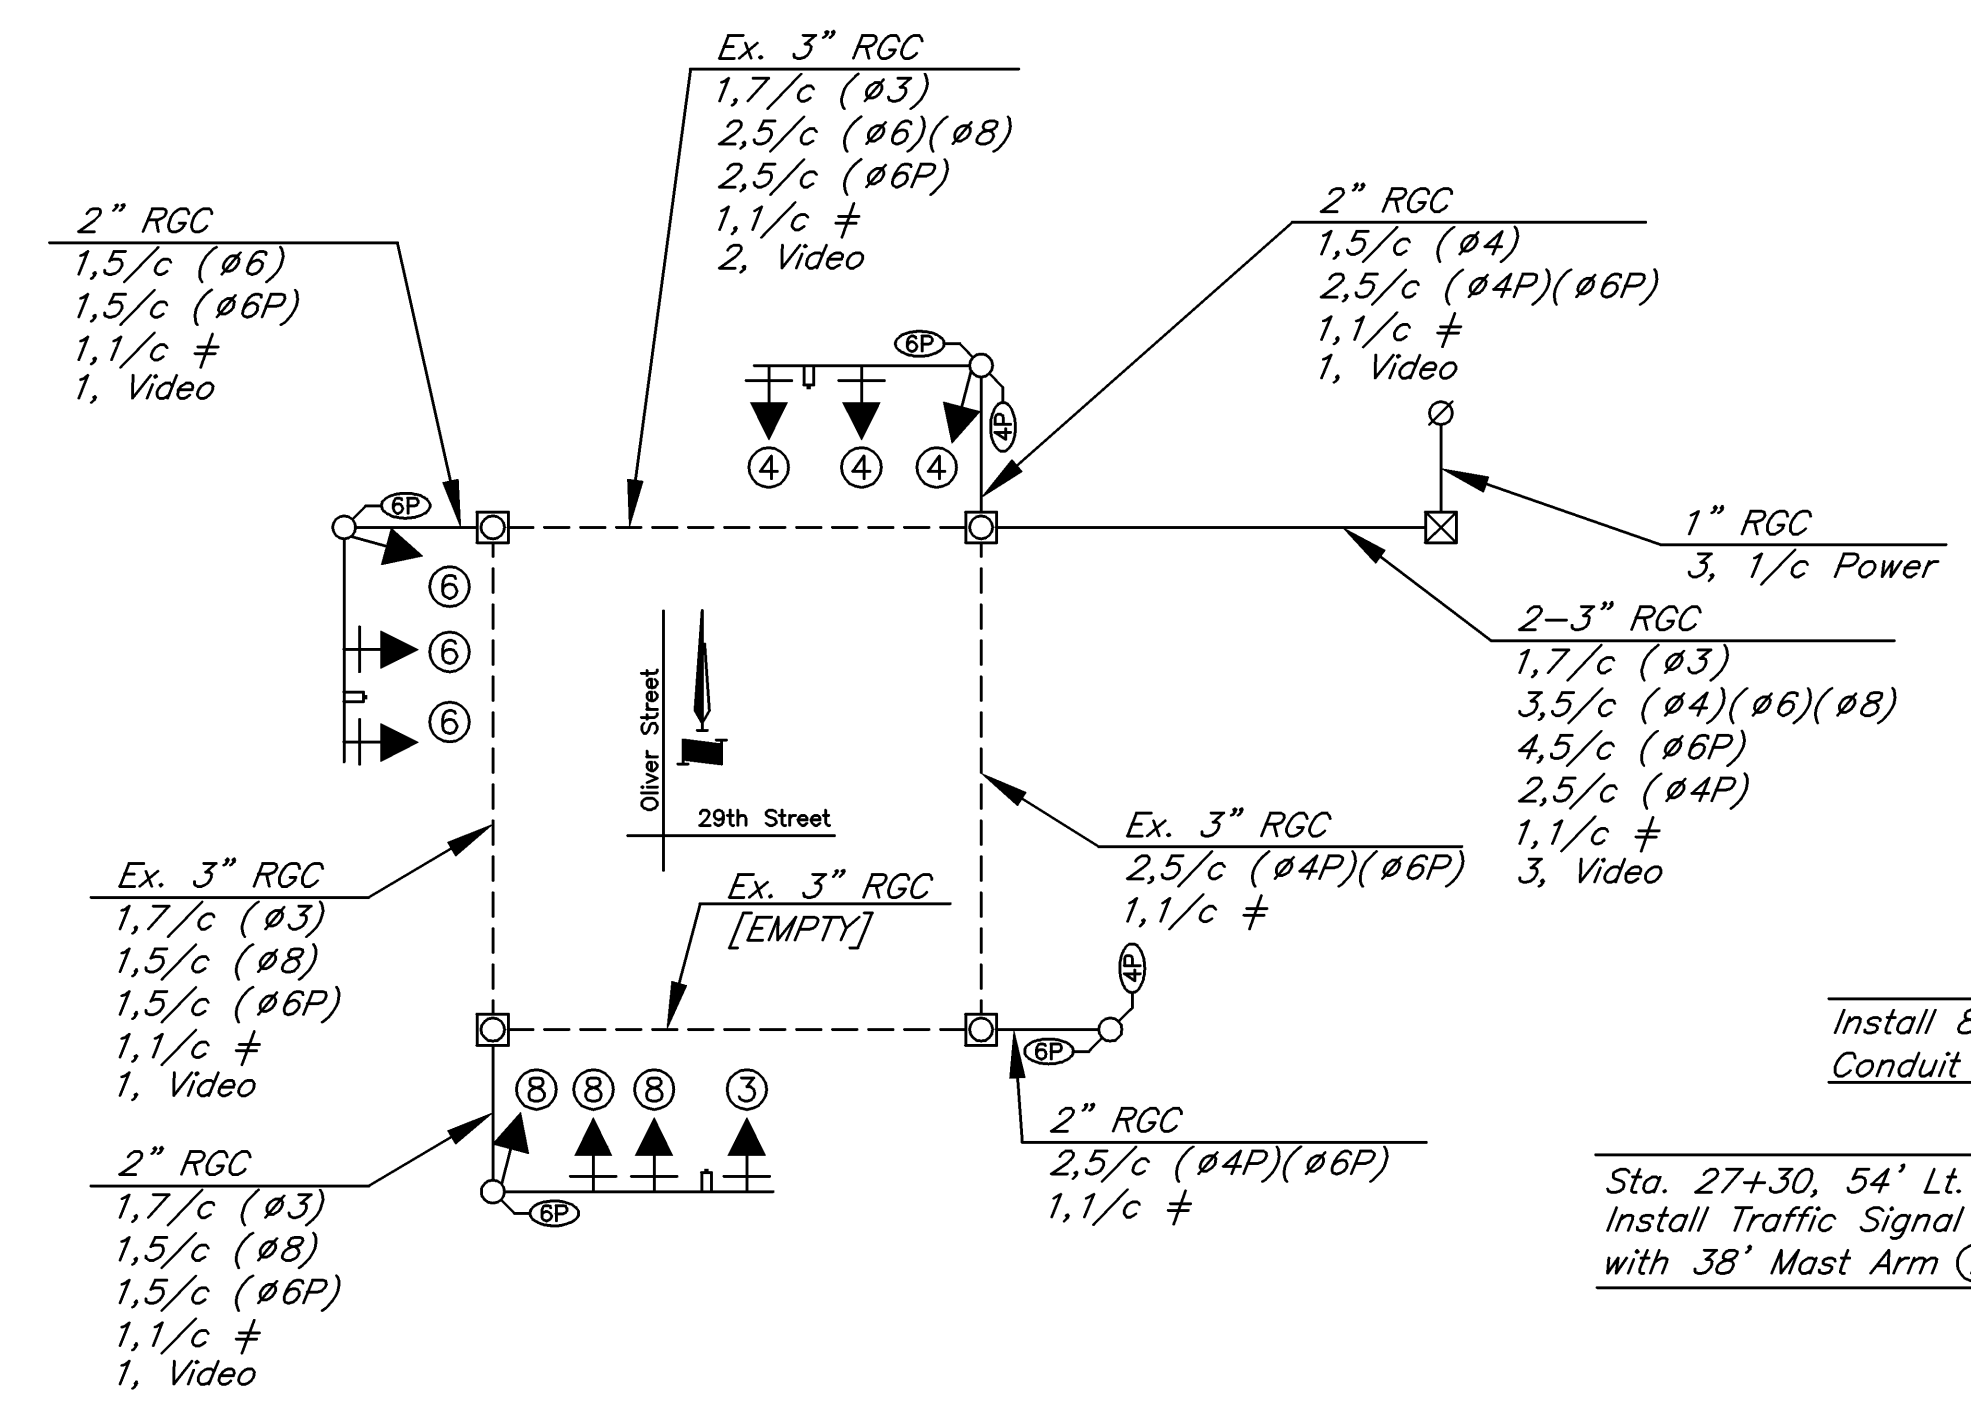 Ex. 3" RGC
1,7/c (ø3)
2,5/c (ø6)(ø8)
2,5/c (ø6P)
1,1/c ≠
2, Video
2" RGC
1,5/c (ø6)
1,5/c (ø6P)
1,1/c ≠
1, Video
2" RGC
1,5/c (ø4)
2,5/c (ø4P)(ø6P)
1,1/c ≠
1, Video
6P
4P
4 4 4
6P
6
6
6
1" RGC
3, 1/c Power
2-3" RGC
1,7/c (ø3)
3,5/c (ø4)(ø6)(ø8)
4,5/c (ø6P)
2,5/c (ø4P)
1,1/c ≠
3, Video
Oliver Street
29th Street
Ex. 3" RGC
2,5/c (ø4P)(ø6P)
1,1/c ≠
Ex. 3" RGC
1,7/c (ø3)
1,5/c (ø8)
1,5/c (ø6P)
1,1/c ≠
1, Video
Ex. 3" RGC
[EMPTY]
4P
6P
8 8 8 3
6P
2" RGC
2,5/c (ø4P)(ø6P)
1,1/c ≠
2" RGC
1,7/c (ø3)
1,5/c (ø8)
1,5/c (ø6P)
1,1/c ≠
1, Video
Install 8
Conduit
Sta. 27+30, 54' Lt.
Install Traffic Signal
with 38' Mast Arm